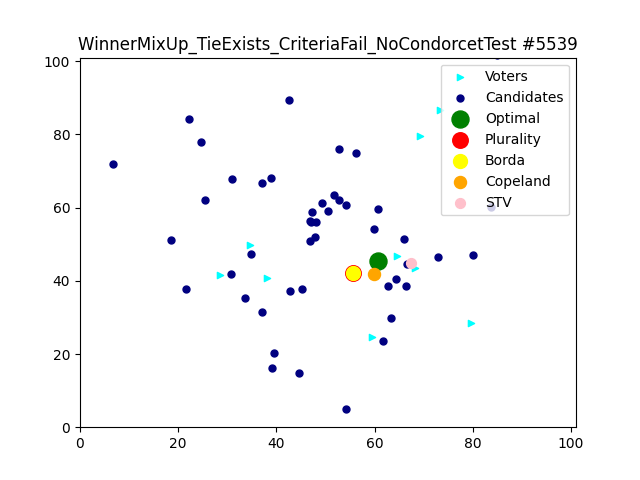 WinnerMixUp_TieExists_CriteriaFail_NoCondorcetTest #5539
100
80
60
40
20
0
0
20
40
60
80
100
Voters
Candidates
Optimal
Plurality
Borda
Copeland
STV